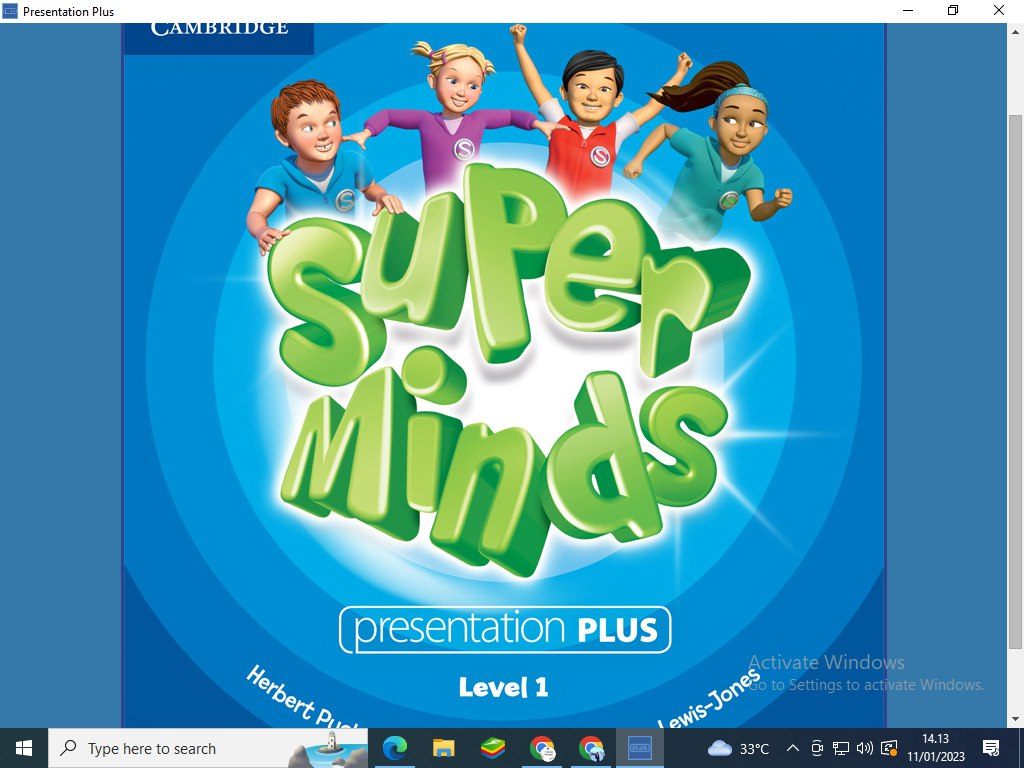 Presentation Plus
CAMBRIDGE
S
S
S
S
Super
Minds
presentation PLUS
Level 1
Herbert
Lewis-Jones
Activate Windows
Go to Settings to activate Windows.
Type here to search
PLUS
33°C
14.13
11/01/2023